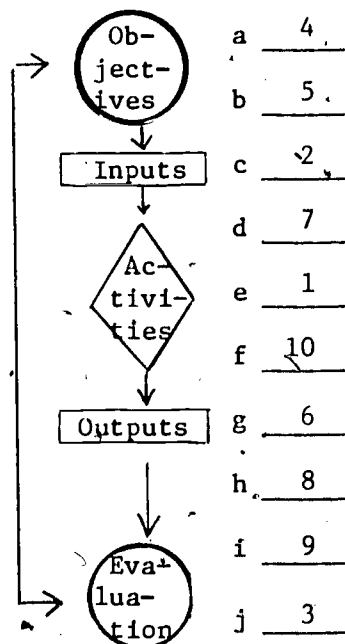 Ob-
ject-
ives
Inputs
Ac-
tivi-
ties
Outputs
Eva-
lua-
tion
a 4
b 5
c 2
d 7
e 1
f 10
g 6
h 8
i 9
j 3